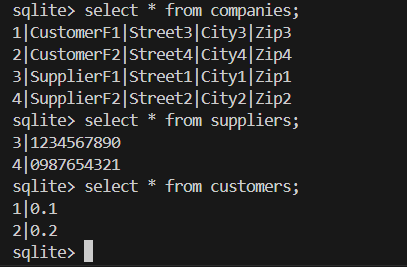 sqlite> select * from companies;
1|CustomerF1|Street3|City3|Zip3
2|CustomerF2|Street4|City4|Zip4
3|SupplierF1|Street1|City1|Zip1
4|SupplierF2|Street2|City2|Zip2
sqlite> select * from suppliers;
3|1234567890
4|0987654321
sqlite> select * from customers;
1|0.1
2|0.2
sqlite>